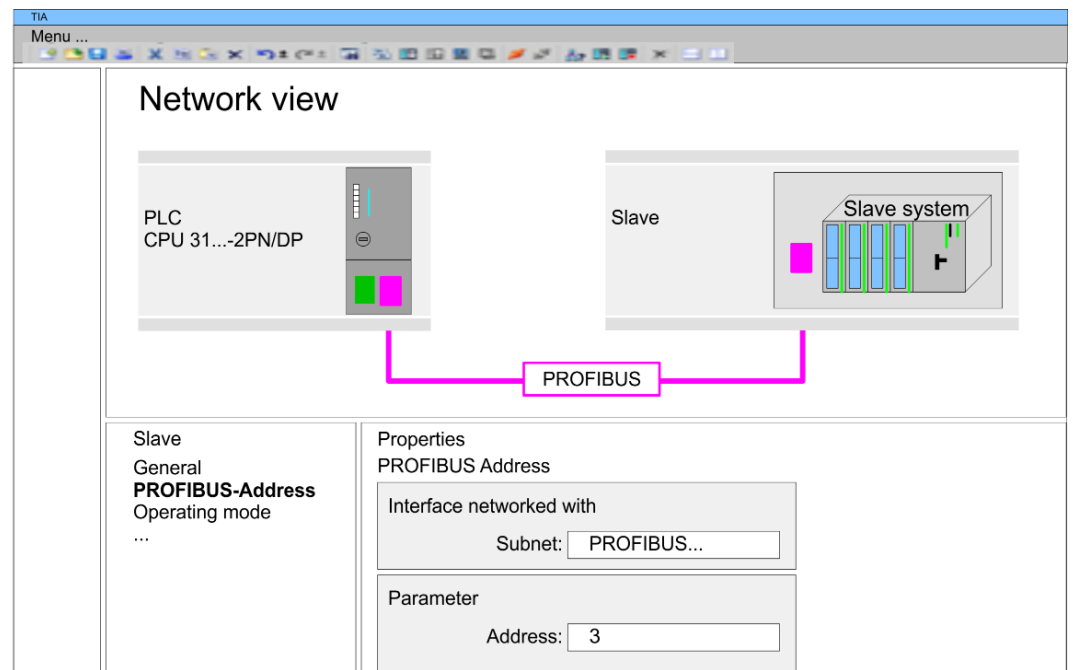 TIA
Menu ...
Network view
PLC
CPU 31...-2PN/DP
Slave
Slave system
PROFIBUS
Slave
General
PROFIBUS-Address
Operating mode
...
Properties
PROFIBUS Address
Interface networked with
Subnet: PROFIBUS...
Parameter
Address: 3